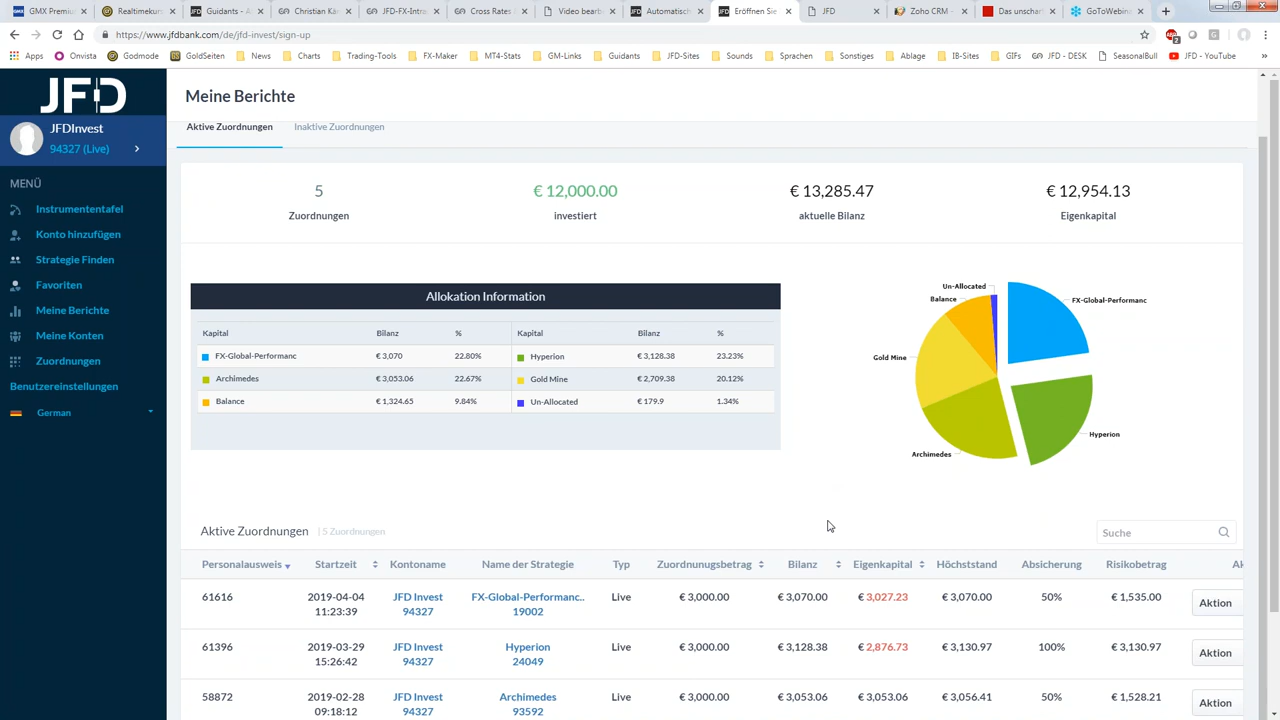 GMX Premiu
Realtimekur
Guidants - A
Christian Kä
JFD-FX-Intra
Cross Rates
Video bearb
Automatisch
Eröffnen Sie
JFD
Zoho CRM -
Das unschar
GoToWebin
https://www.jfdbank.com/de/jfd-invest/sign-up
Apps
Onvista
Godmode
GoldSeiten
News
Charts
Trading-Tools
FX-Maker
MT4-Stats
GM-Links
Guidants
JFD-Sites
Sounds
Sprachen
Sonstiges
Ablage
IB-Sites
GIFs
JFD - DESK
SeasonalBull
JFD - YouTube
»
JFD
JFDInvest
94327 (Live)
MENÜ
Instrumententafel
Konto hinzufügen
Strategie Finden
Favoriten
Meine Berichte
Meine Konten
Zuordnungen
Benutzereinstellungen
German
Meine Berichte
Aktive Zuordnungen
Inaktive Zuordnungen
5 € 12,000.00 € 13,285.47 € 12,954.13
Zuordnungen investiert aktuelle Bilanz Eigenkapital
Allokation Information
Kapital Bilanz % Kapital Bilanz %
FX-Global-Performanc € 3,070 22.80% Hyperion € 3,128.38 23.23%
Archimedes € 3,053.06 22.67% Gold Mine € 2,709.38 20.12%
Balance € 1,324.65 9.84% Un-Allocated € 179.9 1.34%
Un-Allocated
Balance
FX-Global-Performanc
Gold Mine
Hyperion
Archimedes
Aktive Zuordnungen | 5 Zuordnungen
Suche
Personalausweis Startzeit Kontoname Name der Strategie Typ Zuordnunugsbetrag Bilanz Eigenkapital Höchststand Absicherung Risikobetrag Ak
61616 2019-04-04 JFD Invest FX-Global-Performanc.. Live € 3,000.00 € 3,070.00 € 3,027.23 € 3,070.00 50% € 1,535.00 Aktion
11:23:39 94327 19002
61396 2019-03-29 JFD Invest Hyperion Live € 3,000.00 € 3,128.38 € 2,876.73 € 3,130.97 100% € 3,130.97 Aktion
15:26:42 94327 24049
58872 2019-02-28 JFD Invest Archimedes Live € 3,000.00 € 3,053.06 € 3,053.06 € 3,056.41 50% € 1,528.21 Aktion
09:18:12 94327 93592